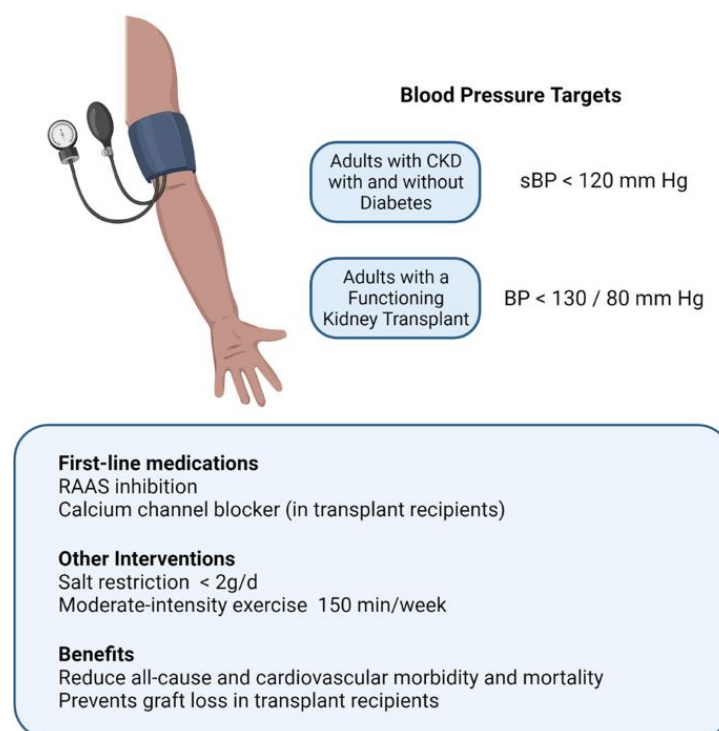 Blood Pressure Targets
Adults with CKD
with and without
Diabetes
sBP < 120 mm Hg
Adults with a
Functioning
Kidney Transplant
BP < 130 / 80 mm Hg
First-line medications
RAAS inhibition
Calcium channel blocker (in transplant recipients)
Other Interventions
Salt restriction < 2g/d
Moderate-intensity exercise 150 min/week
Benefits
Reduce all-cause and cardiovascular morbidity and mortality
Prevents graft loss in transplant recipients